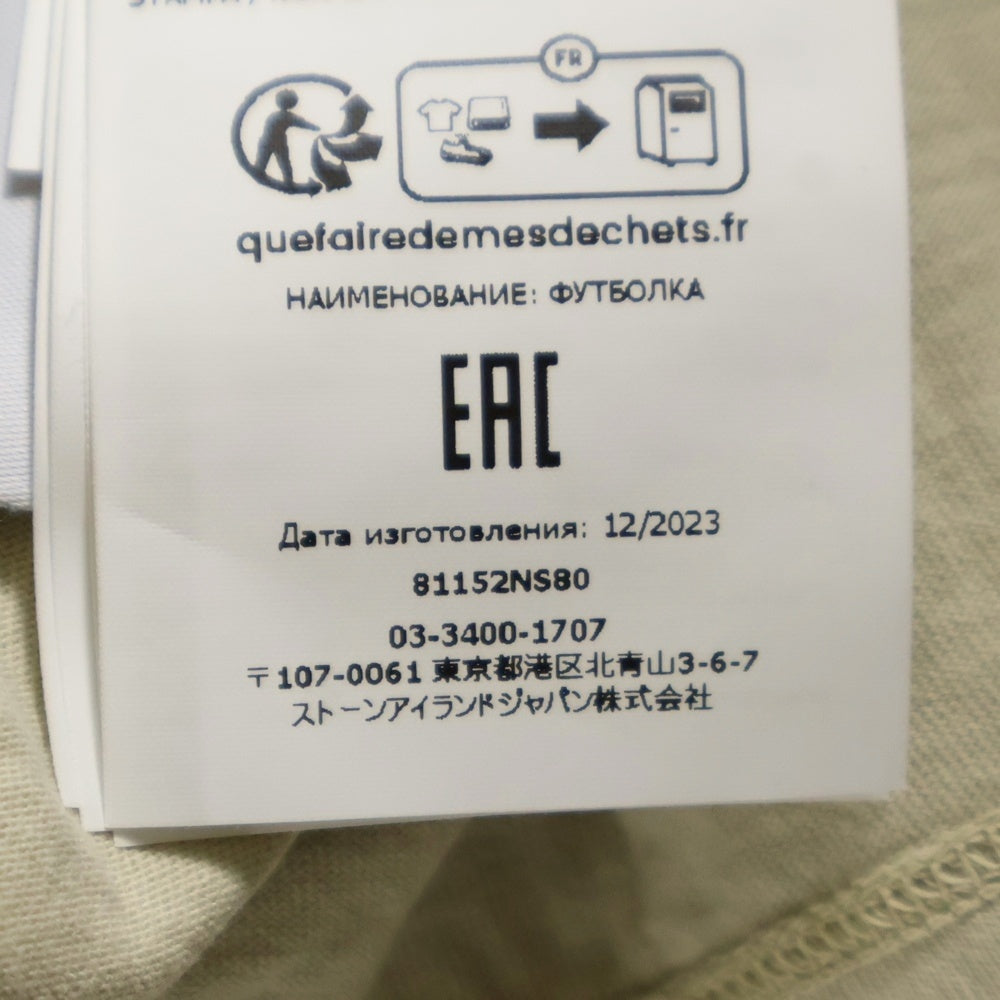 FR
quefairedemesdechets.fr
НАИМЕНОВАНИЕ: ФУТБОЛКА
EAC
Дата изготовления: 12/2023
81152NS80
03-3400-1707
〒107-0061 東京都港区北青山3-6-7
ストーンアイランドジャパン株式会社